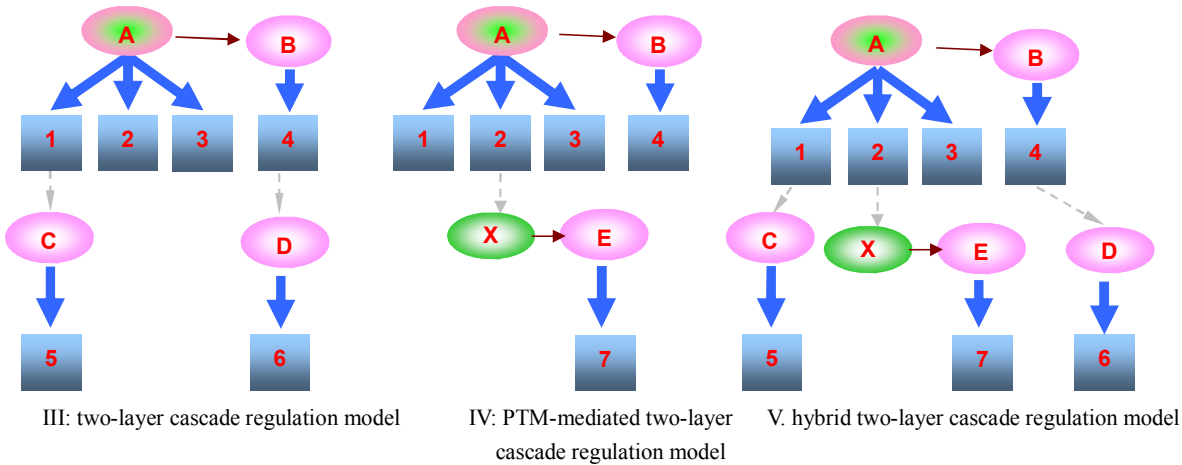 A
B
1
2
3
4
C
D
5
6
III: two-layer cascade regulation model
A
B
1
2
3
4
X
E
7
IV: PTM-mediated two-layer
cascade regulation model
A
B
1
2
3
4
C
X
E
D
5
7
6
V. hybrid two-layer cascade regulation model